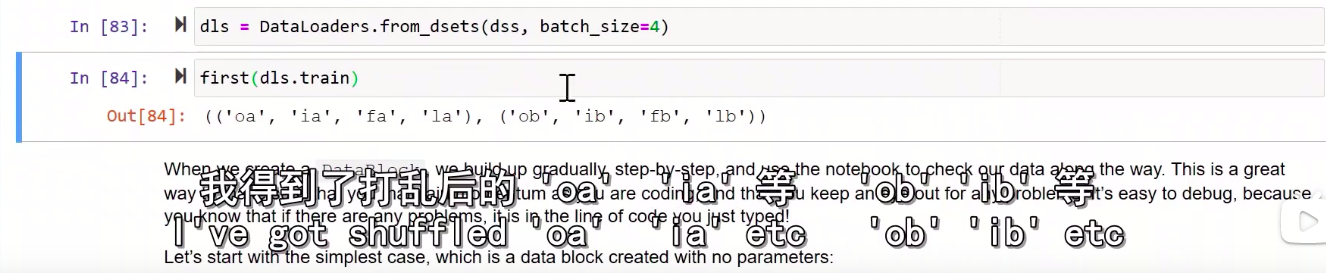 In [83]: dls = DataLoaders.from_dsets(dss, batch_size=4)
In [84]: first(dls.train)
Out[84]: (('oa', 'ia', 'fa', 'la'), ('ob', 'ib', 'fb', 'lb'))
When we create a DataBlock, we build up gradually, step-by-step, and use the notebook to check our data along the way. This is a great
way you are coding, and keep an out for a it's easy to debug, because
you know that if there are any problems, it is in the line of code you just typed!
我得到了打乱后的 'oa' 'ia' 等 'ob' 'ib' 等
I've got shuffled 'oa' 'ia' etc 'ob' 'ib' etc
Let's start with the simplest case, which is a data block created with no parameters: